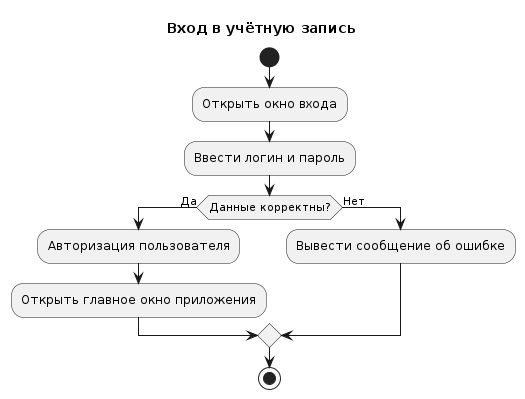 Вход в учётную запись
Открыть окно входа
Ввести логин и пароль
Да
Данные корректны?
Нет
Авторизация пользователя
Вывести сообщение об ошибке
Открыть главное окно приложения